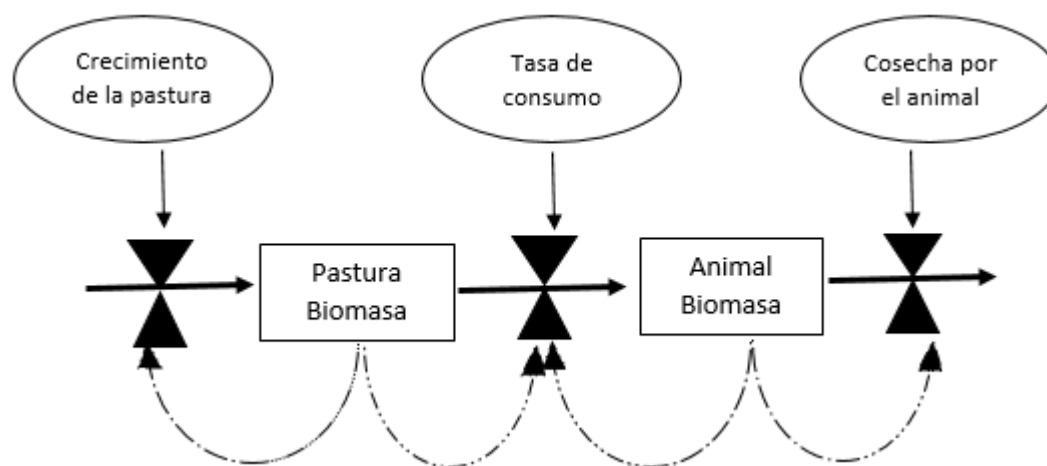 Crecimiento
de la pastura
Tasa de
consumo
Cosecha por
el animal
Pastura
Biomasa
Animal
Biomasa